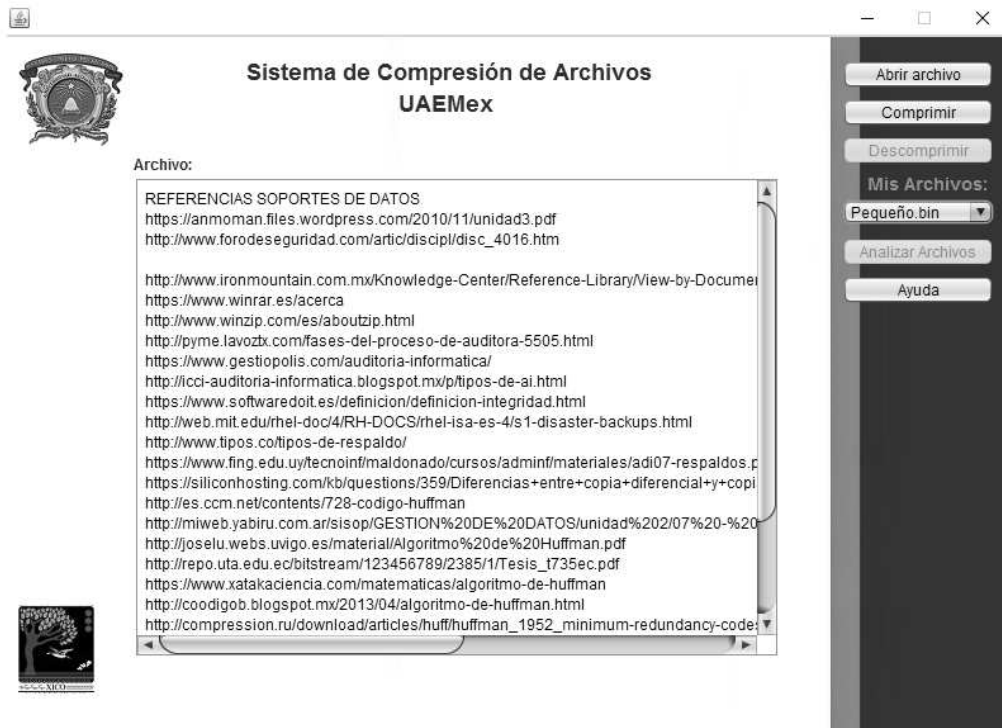 Sistema de Compresión de Archivos
UAEMex
Archivo:
REFERENCIAS SOPORTES DE DATOS
https://anmoman.files.wordpress.com/2010/11/unidad3.pdf
http://www.forodeseguridad.com/artic/discipl/disc_4016.htm
http://www.ironmountain.com.mx/Knowledge-Center/Reference-Library/View-by-Documen
https://www.winrar.es/acerca
http://www.winzip.com/es/aboutzip.html
http://pyme.lavoztx.com/fases-del-proceso-de-auditora-5505.html
https://www.gestiopolis.com/auditoria-informatica/
http://icci-auditoria-informatica.blogspot.mx/p/tipos-de-ai.html
https://www.softwaredoit.es/definicion/definicion-integridad.html
http://web.mit.edu/rhel-doc/4/RH-DOCS/rhel-isa-es-4/s1-disaster-backups.html
http://www.tipos.co/tipos-de-respaldo/
https://www.fing.edu.uy/tecnoinf/maldonado/cursos/adminf/materiales/adi07-respaldos.p
https://siliconhosting.com/kb/questions/359/Diferencias+entre+copia+diferencial+y+copi
http://es.ccm.net/contents/728-codigo-huffman
http://miweb.yabiru.com.ar/sisop/GESTION%20DE%20DATOS/unidad%202/07%20-%20
http://joselu.webs.uvigo.es/material/Algoritmo%20de%20Huffman.pdf
http://repo.uta.edu.ec/bitstream/123456789/2385/1/Tesis_t735ec.pdf
https://www.xatakaciencia.com/matematicas/algoritmo-de-huffman
http://coodigob.blogspot.mx/2013/04/algoritmo-de-huffman.html
http://compression.ru/download/articles/huff/huffman_1952_minimum-redundancy-codes
Abrir archivo
Comprimir
Descomprimir
Mis Archivos:
Pequeño.bin
Analizar Archivos
Ayuda
XICO